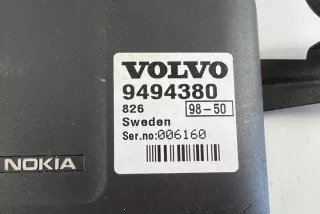 VOLVO
9494380
826 98-50
Sweden
Ser.no:006160
NOKIA